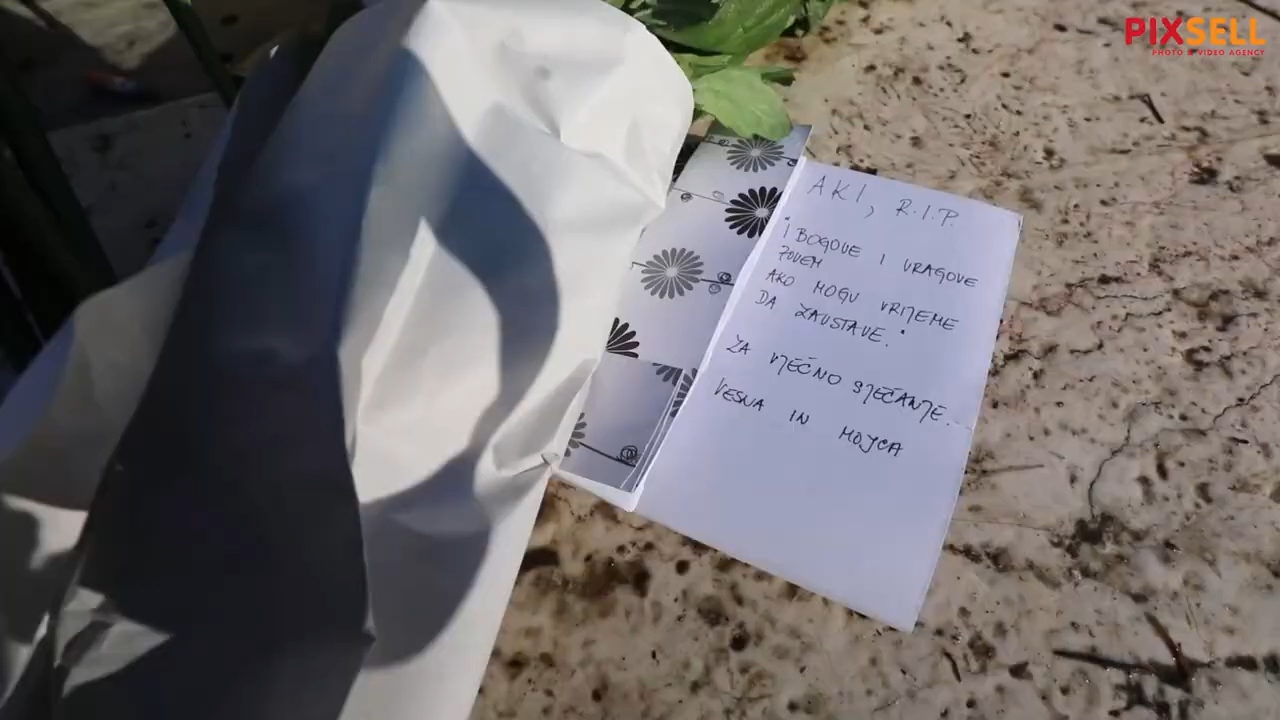 PIXSELL
PHOTO & VIDEO AGENCY
AKI, R.I.P.
I BOGOVE I VRAGOVE
ZOVEM
AKO MOGU VRIJEME
DA ZAUSTAVE!
ZA VJEČNO SJEĆANJE...
VESNA IN MOJCA